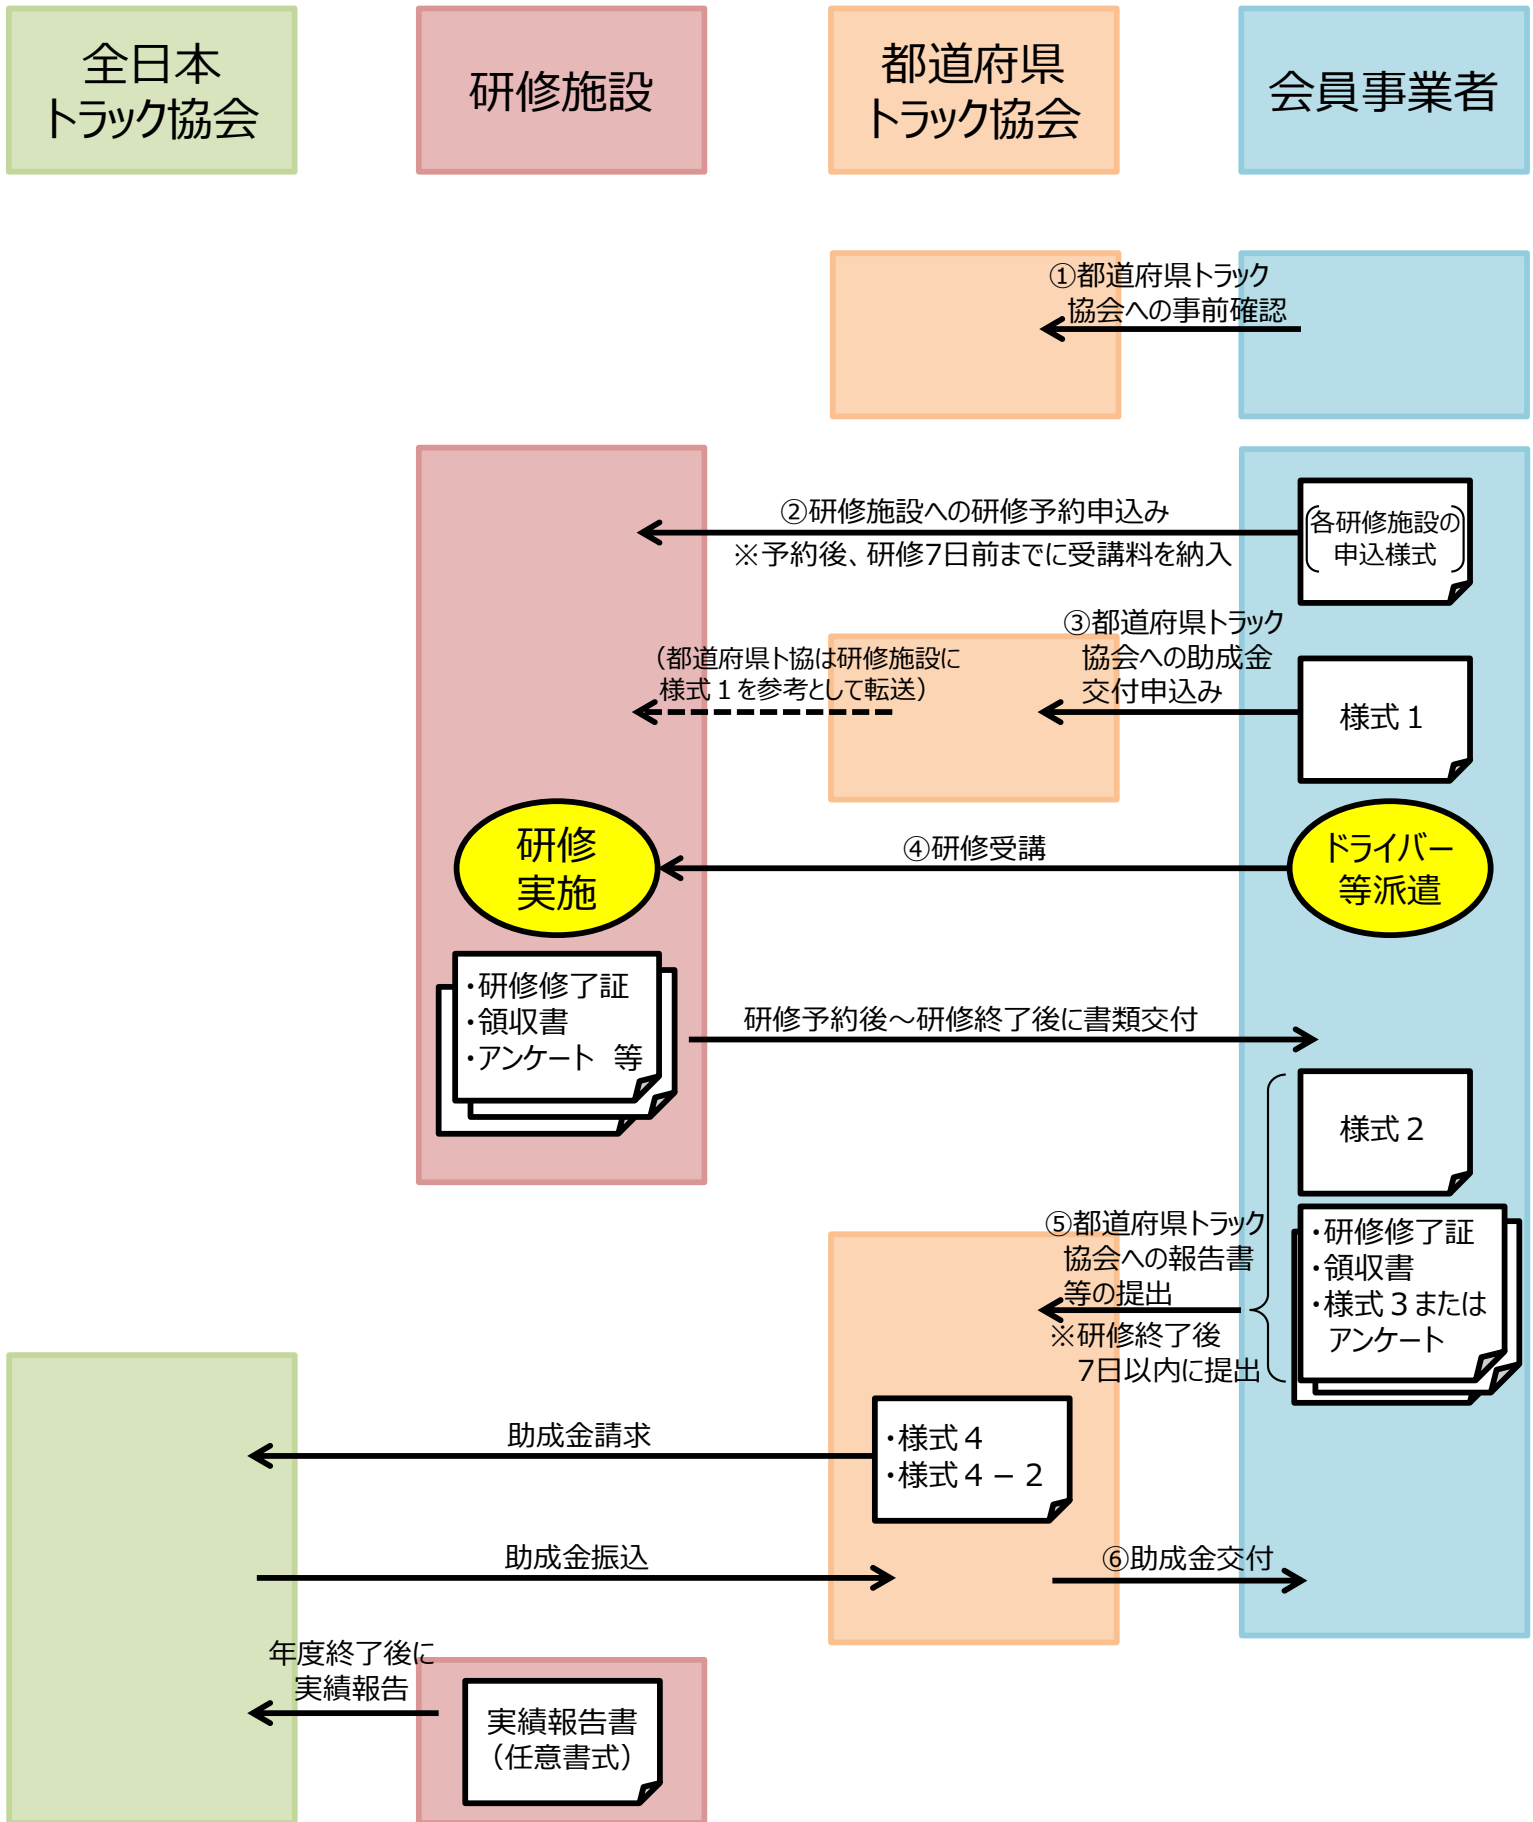 全日本
トラック協会
研修施設
都道府県
トラック協会
会員事業者
①都道府県トラック
協会への事前確認
②研修施設への研修予約申込み
※予約後、研修7日前までに受講料を納入
各研修施設の
申込様式
③都道府県トラック
協会への助成金
交付申込み
（都道府県ト協は研修施設に
様式１を参考として転送）
様式１
研修
実施
④研修受講
ドライバー
等派遣
・研修修了証
・領収書
・アンケート　等
研修予約後～研修終了後に書類交付
様式２
⑤都道府県トラック
協会への報告書
等の提出
※研修終了後
7日以内に提出
・研修修了証
・領収書
・様式３または
アンケート
助成金請求
・様式４
・様式４－２
助成金振込
⑥助成金交付
年度終了後に
実績報告
実績報告書
（任意書式）